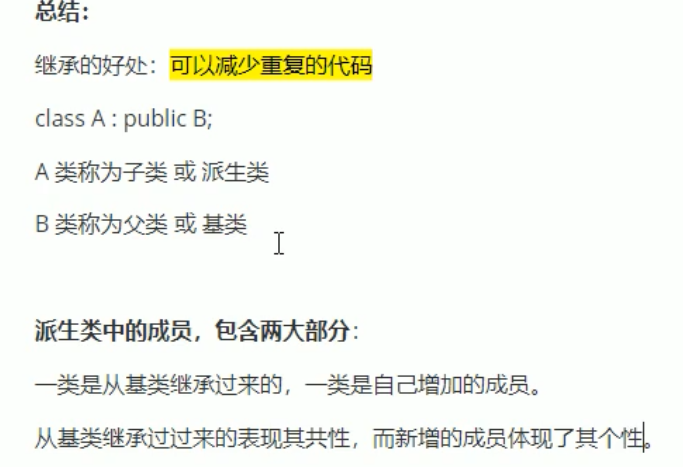 总结：
继承的好处：可以减少重复的代码
class A : public B;
A 类称为子类 或 派生类
B 类称为父类 或 基类
派生类中的成员，包含两大部分：
一类是从基类继承过来的，一类是自己增加的成员。
从基类继承过过来的表现其共性，而新增的成员体现了其个性。